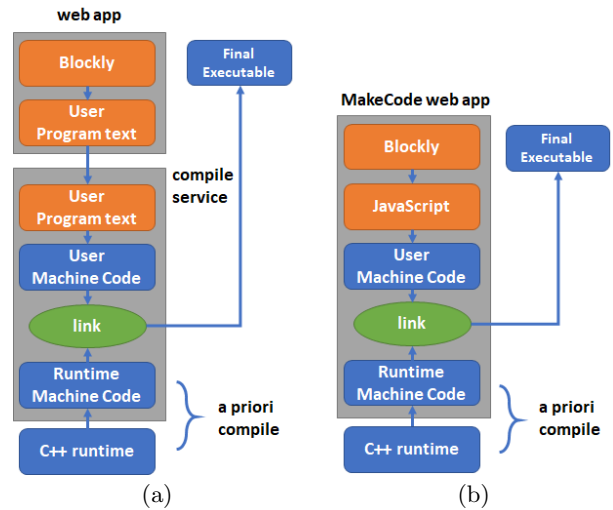 web app
Blockly
User
Program text
Final
Executable
compile
service
User
Program text
User
Machine Code
link
Runtime
Machine Code
a priori
compile
C++ runtime
(a)
MakeCode web app
Blockly
Final
Executable
JavaScript
User
Machine Code
link
Runtime
Machine Code
a priori
compile
C++ runtime
(b)